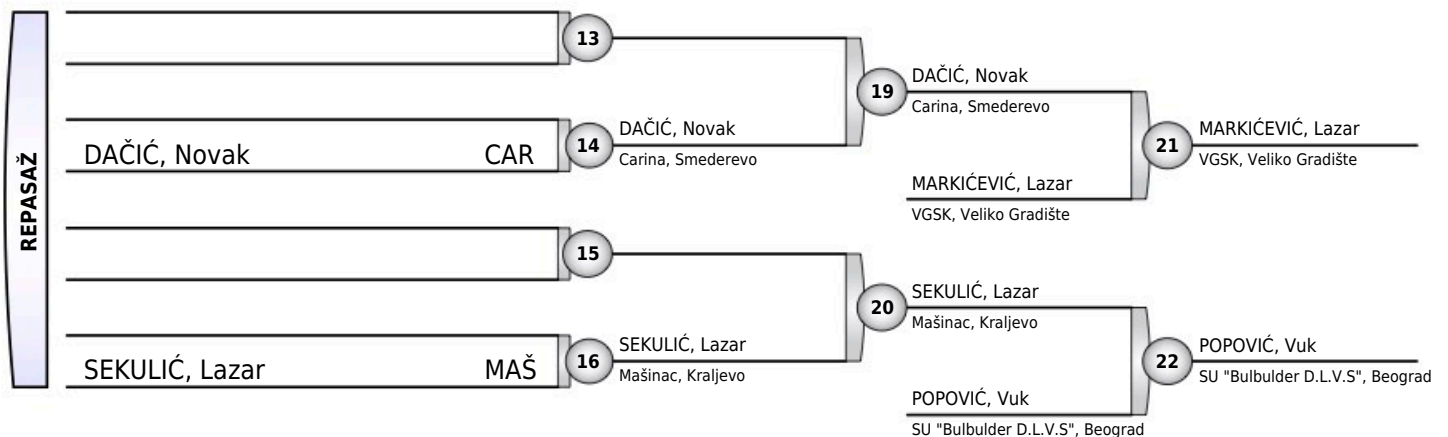 REPASAŽ
13
DAČIĆ, Novak CAR
14
DAČIĆ, Novak
Carina, Smederevo
19
DAČIĆ, Novak
Carina, Smederevo
MARKIĆEVIĆ, Lazar
VGSK, Veliko Gradište
21
MARKIĆEVIĆ, Lazar
VGSK, Veliko Gradište
15
SEKULIĆ, Lazar MAŠ
16
SEKULIĆ, Lazar
Mašinac, Kraljevo
20
SEKULIĆ, Lazar
Mašinac, Kraljevo
POPOVIĆ, Vuk
SU "Bulbulder D.L.V.S", Beograd
22
POPOVIĆ, Vuk
SU "Bulbulder D.L.V.S", Beograd